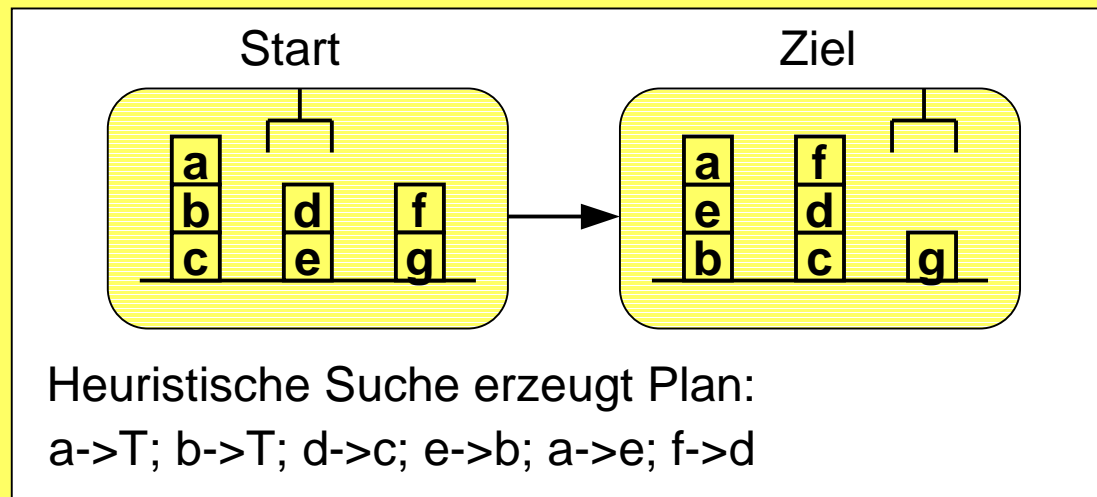 Start Ziel
a f
a e d
b d f
c e g b c g
Heuristische Suche erzeugt Plan:
a->T; b->T; d->c; e->b; a->e; f->d